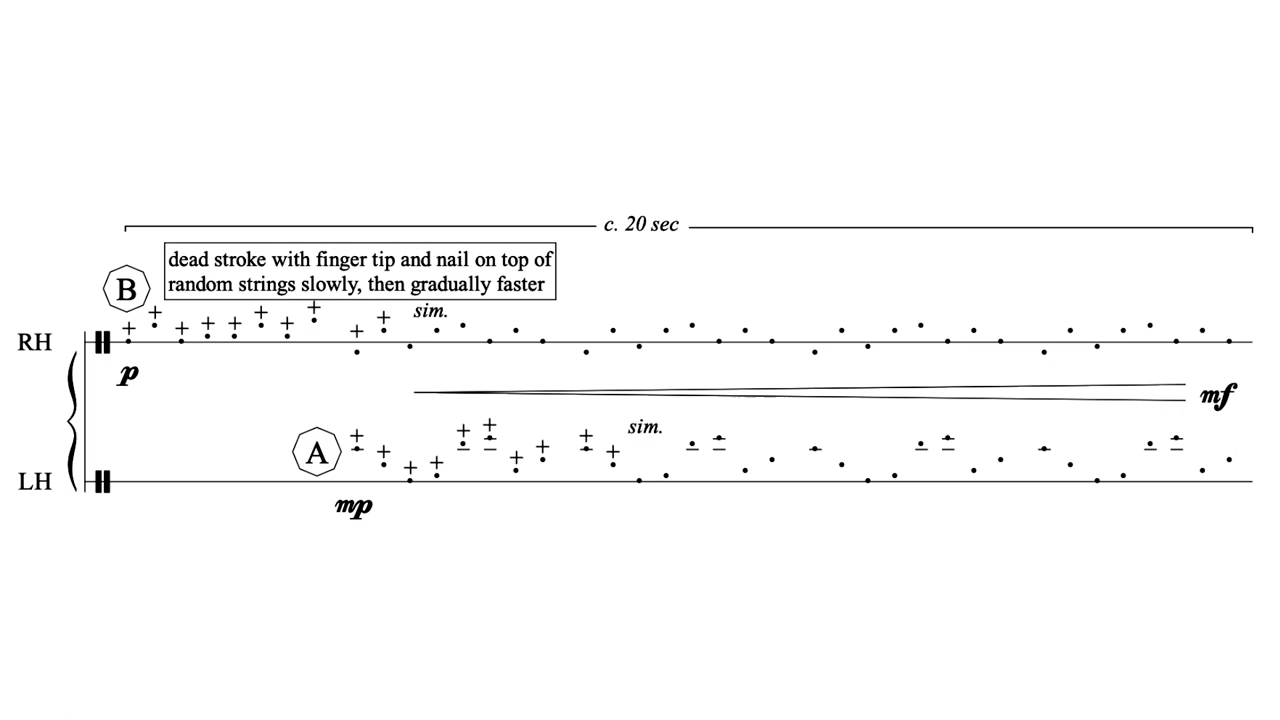 c. 20 sec
dead stroke with finger tip and nail on top of
random strings slowly, then gradually faster
B
sim.
RH
p
mf
sim.
A
LH
mp